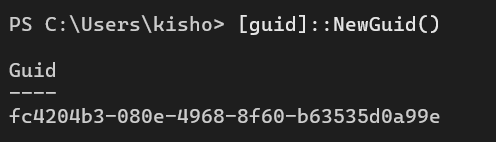 PS C:\Users\kisho> [guid]::NewGuid()
Guid
----
fc4204b3-080e-4968-8f60-b63535d0a99e